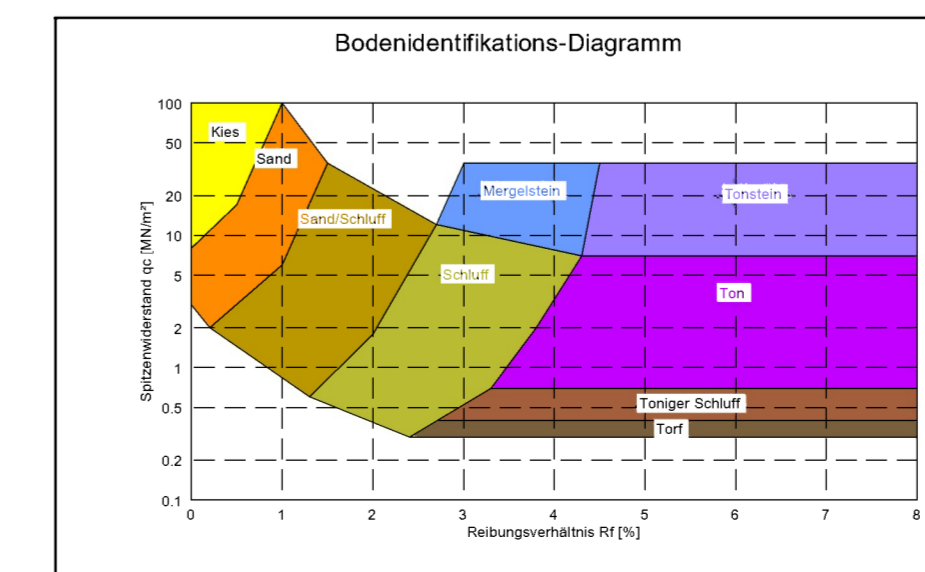 Bodenidentifikations-Diagramm
100
Kies
50
Sand
Mergelstein
Tonstein
20
Sand/Schluff
10
Schluff
5
Ton
2
1
Toniger Schluff
0.5
Torf
0.2
0.1
0 1 2 3 4 5 6 7 8
Spitzenwiderstand qc [MN/m²]
Reibungsverhältnis Rf [%]